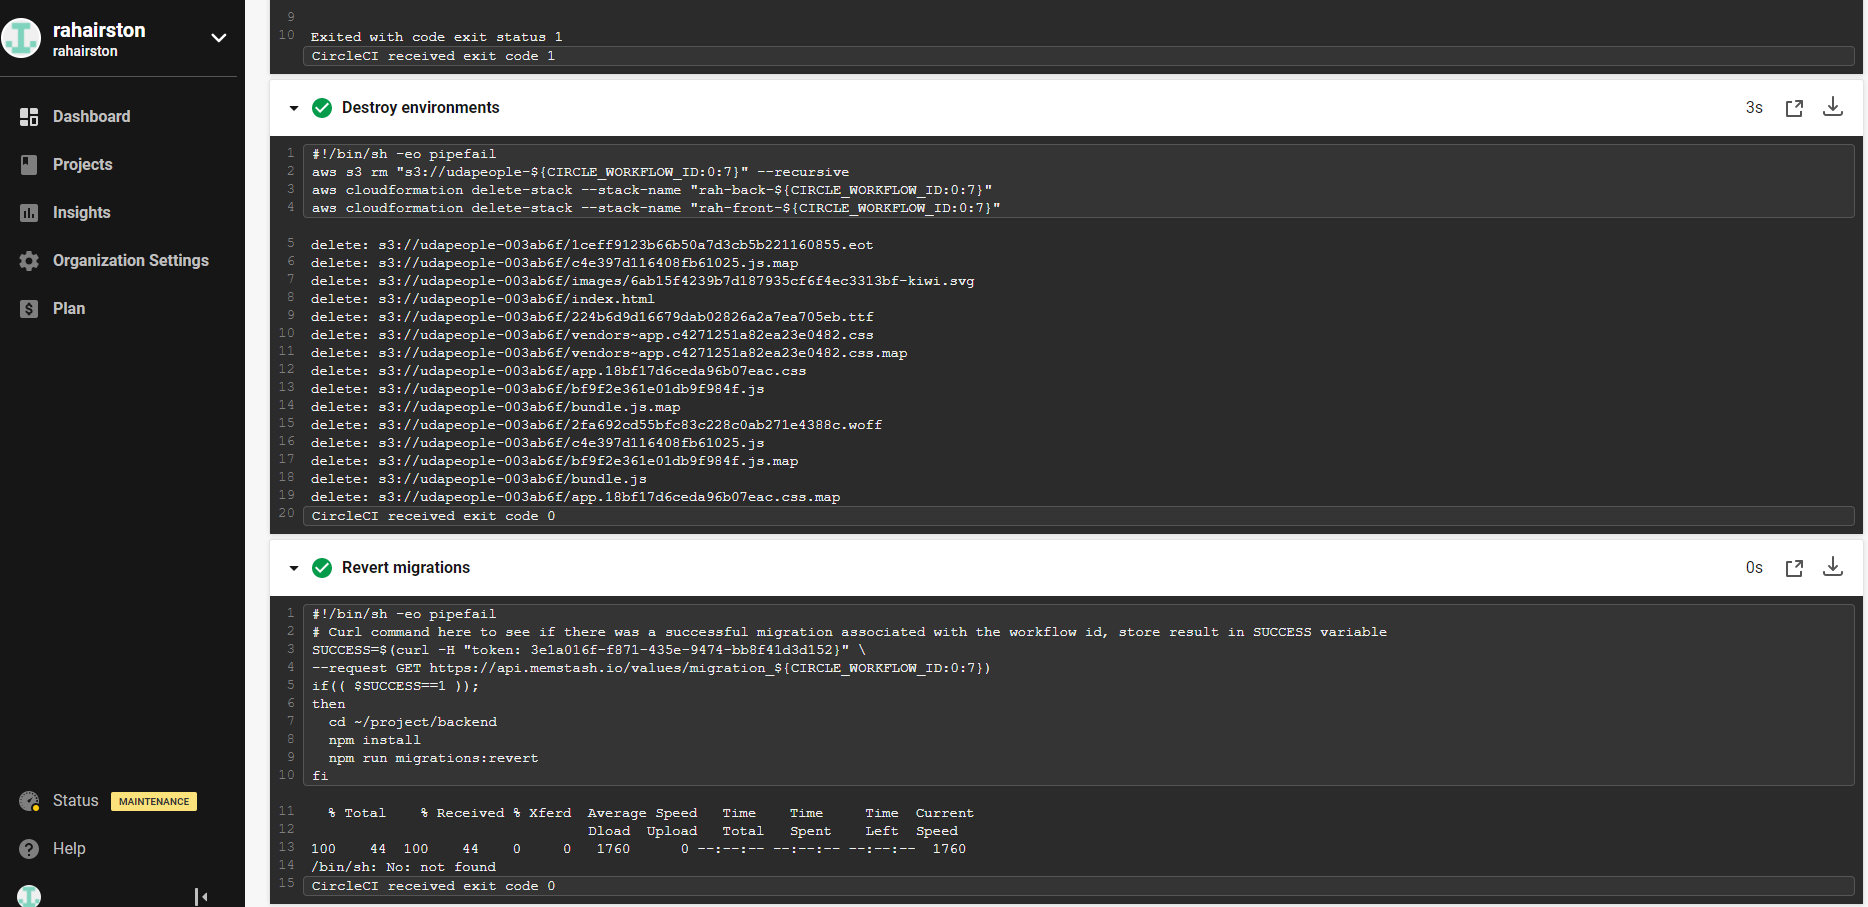 rahairston
rahairston
Dashboard
Projects
Insights
Organization Settings
Plan
Status MAINTENANCE
Help
9
10 Exited with code exit status 1
CircleCI received exit code 1
Destroy environments 3s
1 #!/bin/sh -eo pipefail
2 aws s3 rm "s3://udapeople-${CIRCLE_WORKFLOW_ID:0:7}" --recursive
3 aws cloudformation delete-stack --stack-name "rah-back-${CIRCLE_WORKFLOW_ID:0:7}"
4 aws cloudformation delete-stack --stack-name "rah-front-${CIRCLE_WORKFLOW_ID:0:7}"
5 delete: s3://udapeople-003ab6f/1ceff9123b66b50a7d3cb5b221160855.eot
6 delete: s3://udapeople-003ab6f/c4e397d116408fb61025.js.map
7 delete: s3://udapeople-003ab6f/images/6ab15f4239b7d187935cf6f4ec3313bf-kiwi.svg
8 delete: s3://udapeople-003ab6f/index.html
9 delete: s3://udapeople-003ab6f/224b6d9d16679dab02826a2a7ea705eb.ttf
10 delete: s3://udapeople-003ab6f/vendors~app.c4271251a82ea23e0482.css
11 delete: s3://udapeople-003ab6f/vendors~app.c4271251a82ea23e0482.css.map
12 delete: s3://udapeople-003ab6f/app.18bf17d6ceda96b07eac.css
13 delete: s3://udapeople-003ab6f/bf9f2e361e01db9f984f.js
14 delete: s3://udapeople-003ab6f/bundle.js.map
15 delete: s3://udapeople-003ab6f/2fa692cd55bfc83c228c0ab271e4388c.woff
16 delete: s3://udapeople-003ab6f/c4e397d116408fb61025.js
17 delete: s3://udapeople-003ab6f/bf9f2e361e01db9f984f.js.map
18 delete: s3://udapeople-003ab6f/bundle.js
19 delete: s3://udapeople-003ab6f/app.18bf17d6ceda96b07eac.css.map
20 CircleCI received exit code 0
Revert migrations 0s
1 #!/bin/sh -eo pipefail
2 # Curl command here to see if there was a successful migration associated with the workflow id, store result in SUCCESS variable
3 SUCCESS=$(curl -H "token: 3e1a016f-f871-435e-9474-bb8f41d3d152}" \
4 --request GET https://api.memstash.io/values/migration_${CIRCLE_WORKFLOW_ID:0:7})
5 if(( $SUCCESS==1 ));
6 then
7 cd ~/project/backend
8 npm install
9 npm run migrations:revert
10 fi
11 % Total % Received % Xferd Average Speed Time Time Time Current
12 Dload Upload Total Spent Left Speed
13 100 44 100 44 0 0 1760 0 --:--:-- --:--:-- --:--:-- 1760
14 /bin/sh: No: not found
15 CircleCI received exit code 0